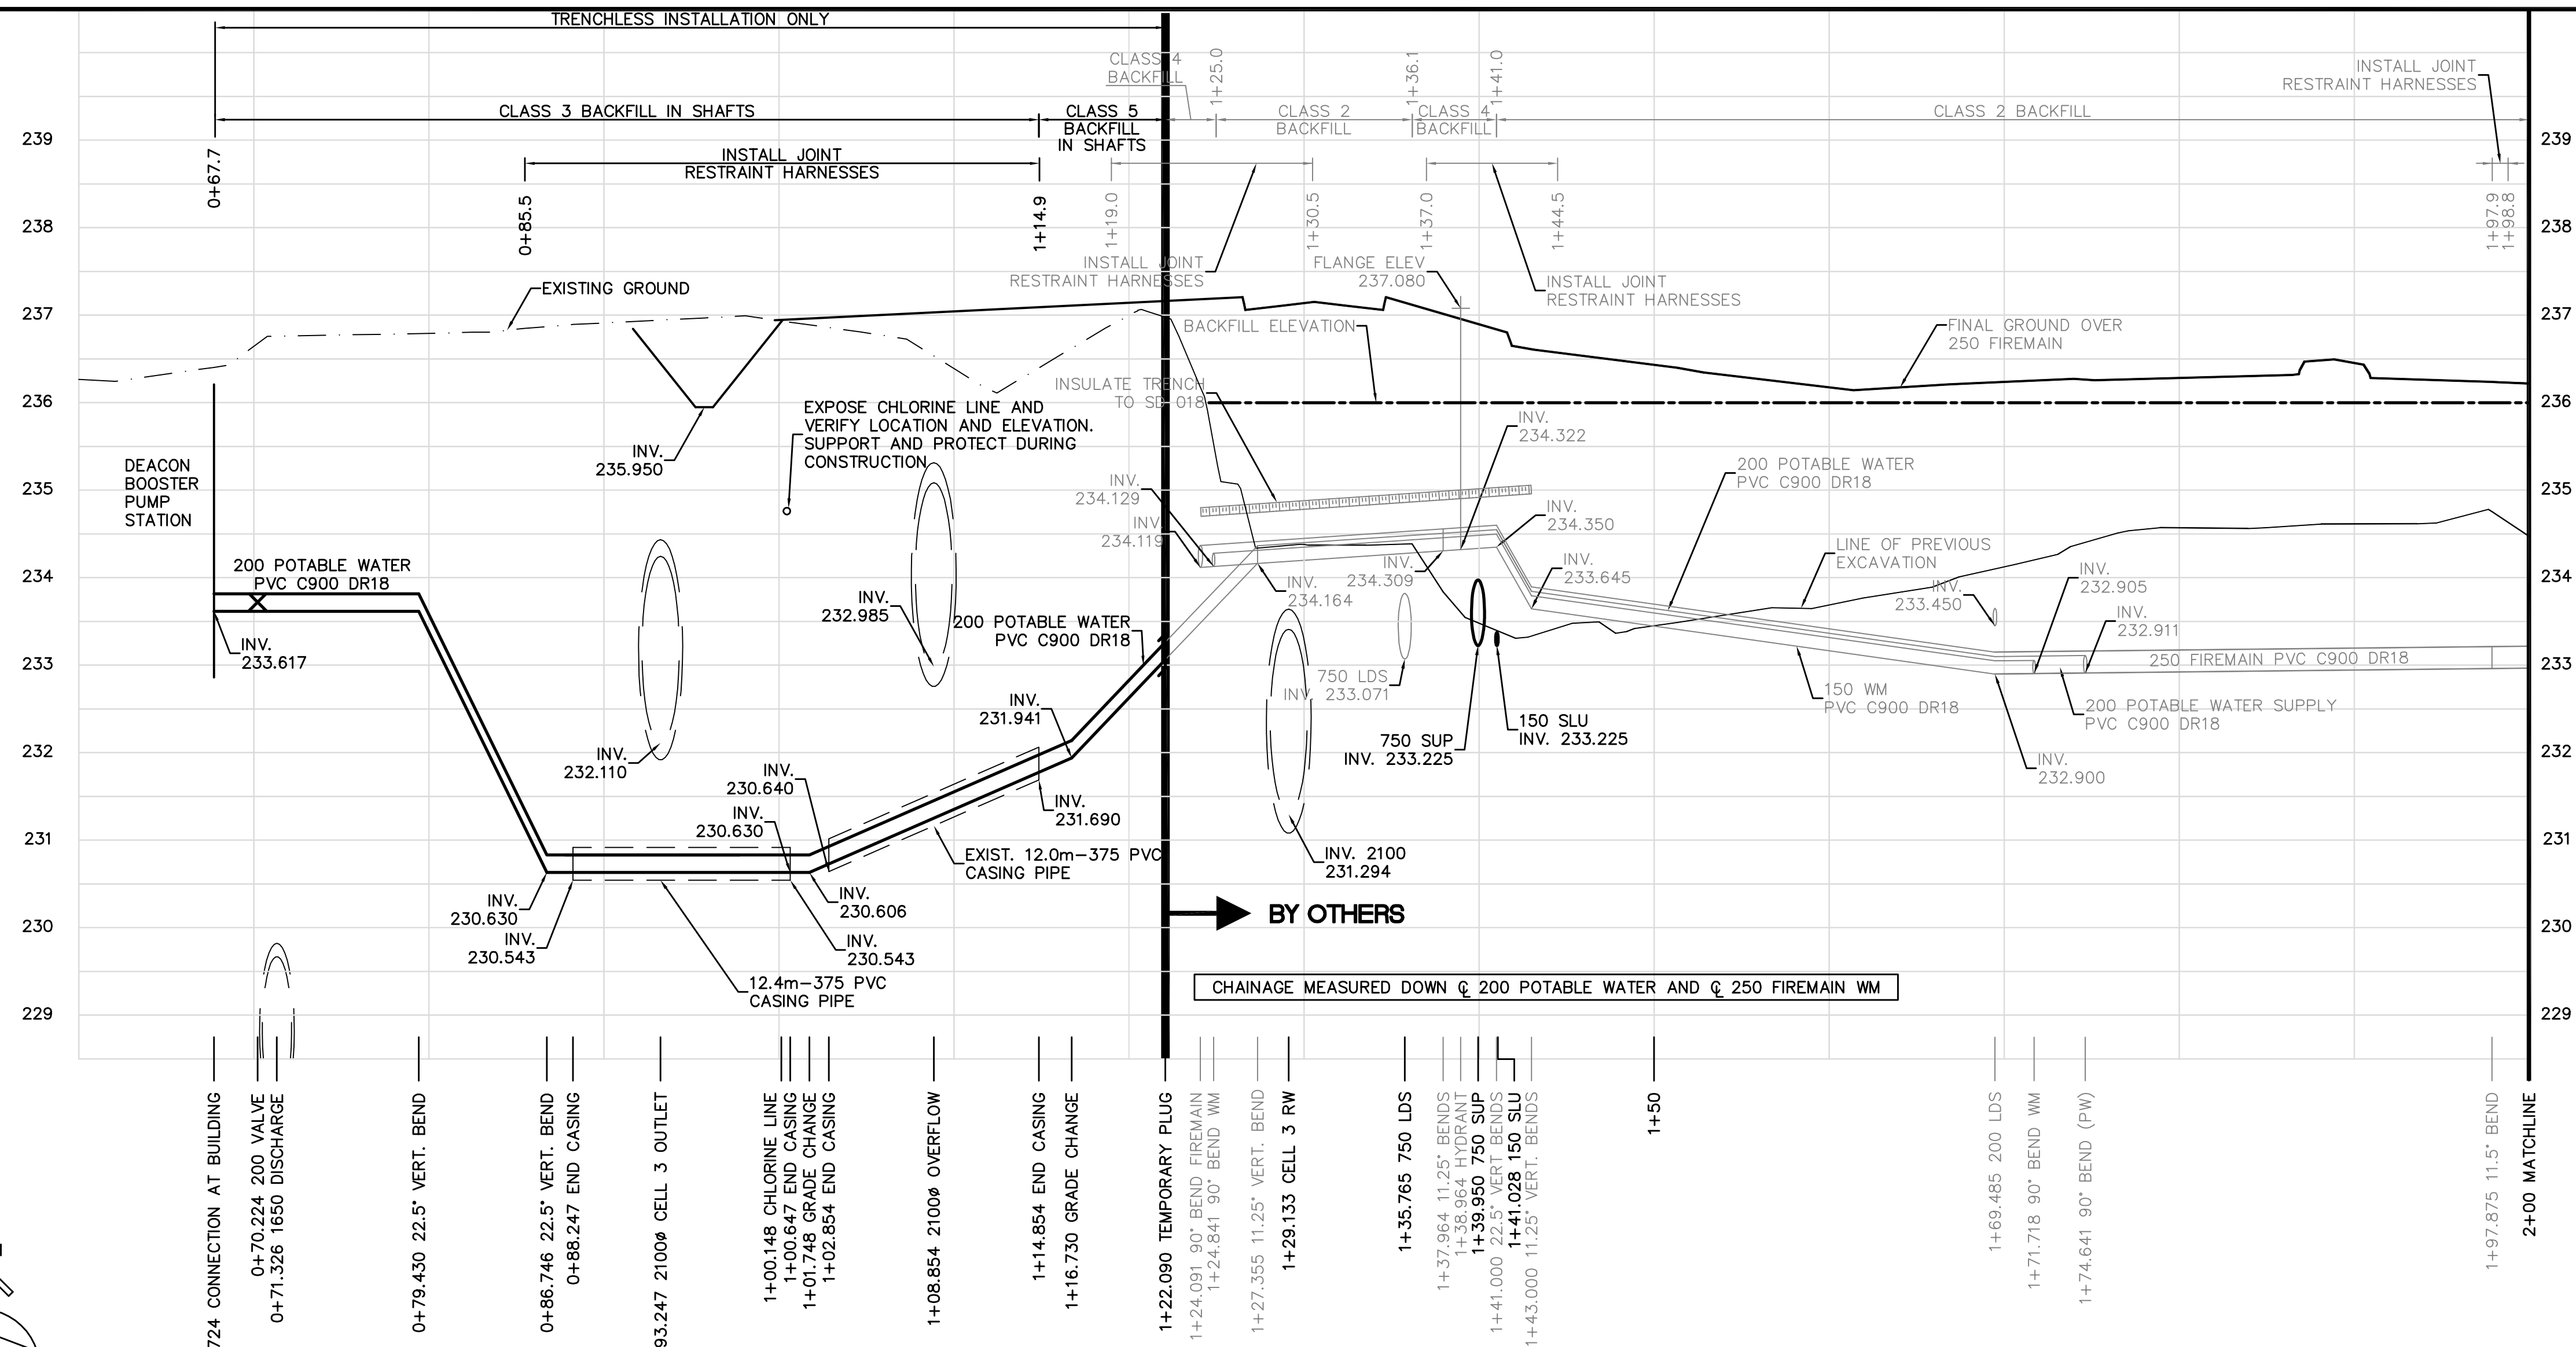 TRENCHLESS INSTALLATION ONLY
CLASS 4
BACKFILL
1+25.0
1+36.1
1+41.0
INSTALL JOINT
RESTRAINT HARNESSES
CLASS 3 BACKFILL IN SHAFTS
CLASS 5
BACKFILL
IN SHAFTS
CLASS 2
BACKFILL
CLASS 4
BACKFILL
CLASS 2 BACKFILL
239
239
INSTALL JOINT
RESTRAINT HARNESSES
0+67.7
0+85.5
1+14.9
1+19.0
1+30.5
1+37.0
1+44.5
1+97.9
1+98.8
238
238
INSTALL JOINT
RESTRAINT HARNESSES
FLANGE ELEV
237.080
INSTALL JOINT
RESTRAINT HARNESSES
EXISTING GROUND
237
237
BACKFILL ELEVATION
FINAL GROUND OVER
250 FIREMAIN
INSULATE TRENCH
TO SD-018
236
236
EXPOSE CHLORINE LINE AND
VERIFY LOCATION AND ELEVATION.
SUPPORT AND PROTECT DURING
CONSTRUCTION
INV.
235.950
INV.
234.322
DEACON
BOOSTER
PUMP
STATION
235
235
INV.
234.129
INV.
234.119
200 POTABLE WATER
PVC C900 DR18
INV.
234.350
LINE OF PREVIOUS
EXCAVATION
234
234
200 POTABLE WATER
PVC C900 DR18
INV.
232.985
INV.
234.164
INV.
234.309
INV.
233.645
INV.
233.450
INV.
232.905
INV.
232.911
200 POTABLE WATER
PVC C900 DR18
INV.
233.617
233
233
750 LDS
INV. 233.071
250 FIREMAIN PVC C900 DR18
150 WM
PVC C900 DR18
200 POTABLE WATER SUPPLY
PVC C900 DR18
INV.
231.941
150 SLU
INV. 233.225
750 SUP
INV. 233.225
232
232
INV.
232.110
INV.
230.640
INV.
232.900
INV.
230.630
INV.
231.690
231
231
EXIST. 12.0m-375 PVC
CASING PIPE
INV. 2100
231.294
INV.
230.630
INV.
230.606
230
230
BY OTHERS
INV.
230.543
INV.
230.543
12.4m-375 PVC
CASING PIPE
CHAINAGE MEASURED DOWN ℄ 200 POTABLE WATER AND ℄ 250 FIREMAIN WM
229
229
724 CONNECTION AT BUILDING
0+70.224 200 VALVE
0+71.326 1650 DISCHARGE
0+79.430 22.5° VERT. BEND
0+86.746 22.5° VERT. BEND
0+88.247 END CASING
93.247 2100ø CELL 3 OUTLET
1+00.148 CHLORINE LINE
1+00.647 END CASING
1+01.748 GRADE CHANGE
1+02.854 END CASING
1+08.854 2100ø OVERFLOW
1+14.854 END CASING
1+16.730 GRADE CHANGE
1+22.090 TEMPORARY PLUG
1+24.091 90° BEND FIREMAIN
1+24.841 90° BEND WM
1+27.355 11.25° VERT. BEND
1+29.133 CELL 3 RW
1+35.765 750 LDS
1+37.964 11.25° BENDS
1+38.964 HYDRANT
1+39.950 750 SUP
1+41.000 22.5° VERT BENDS
1+41.028 150 SLU
1+43.000 11.25° VERT. BENDS
1+50
1+69.485 200 LDS
1+71.718 90° BEND WM
1+74.641 90° BEND (PW)
1+97.875 11.5° BEND
2+00 MATCHLINE